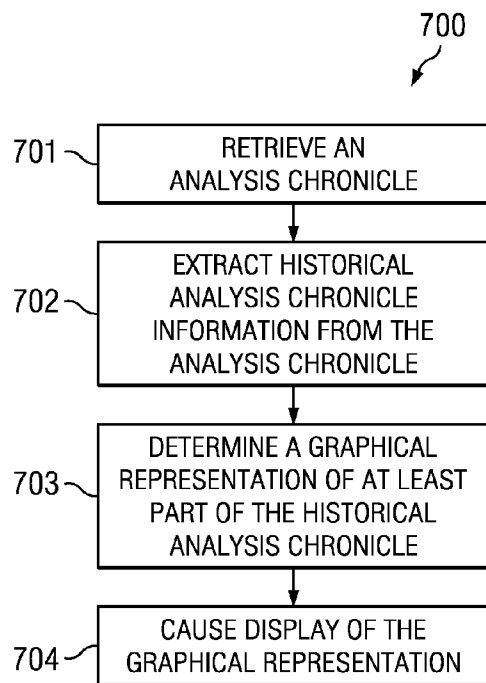 700
701
RETRIEVE AN
ANALYSIS CHRONICLE
702
EXTRACT HISTORICAL
ANALYSIS CHRONICLE
INFORMATION FROM THE
ANALYSIS CHRONICLE
703
DETERMINE A GRAPHICAL
REPRESENTATION OF AT LEAST
PART OF THE HISTORICAL
ANALYSIS CHRONICLE
704
CAUSE DISPLAY OF THE
GRAPHICAL REPRESENTATION